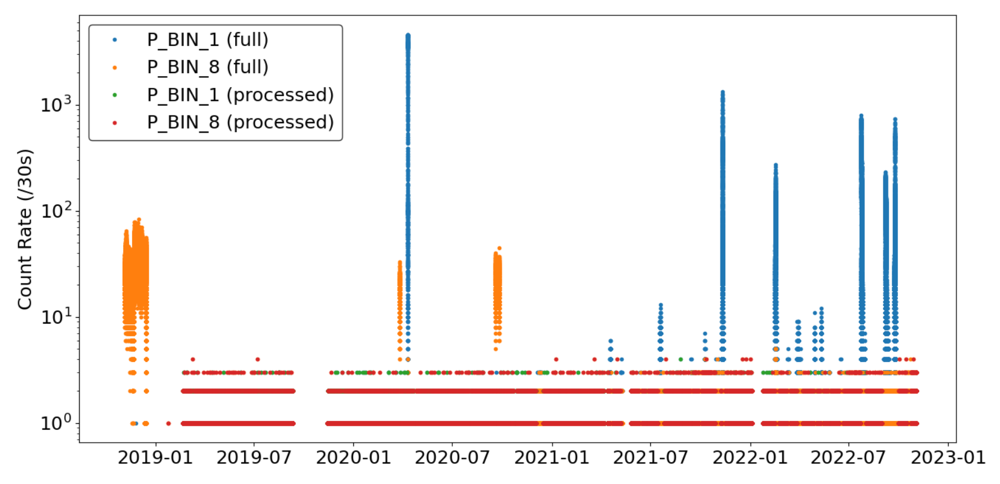 P_BIN_1 (full)
P_BIN_8 (full)
P_BIN_1 (processed)
P_BIN_8 (processed)
Count Rate (/30s)
10³
10²
10¹
10⁰
2019-01 2019-07 2020-01 2020-07 2021-01 2021-07 2022-01 2022-07 2023-01